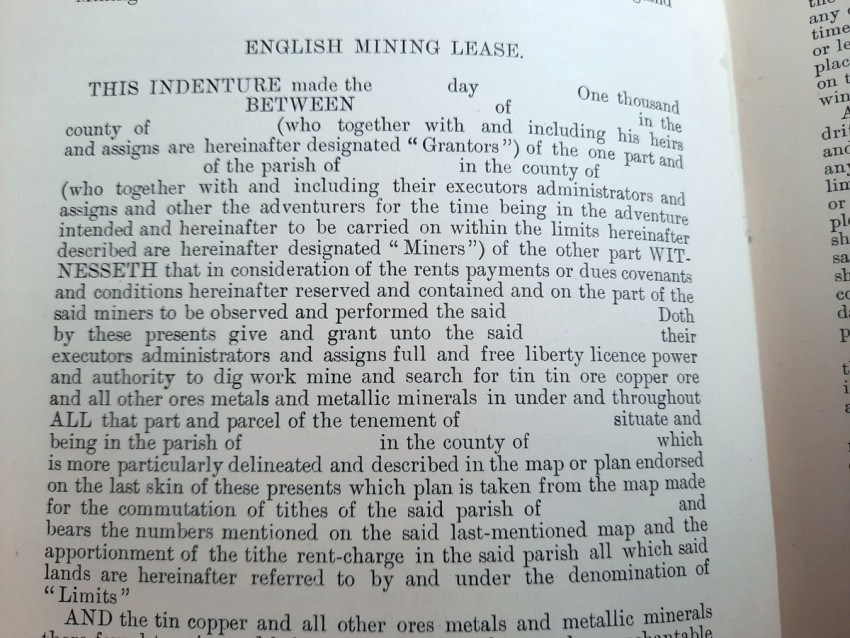 ENGLISH MINING LEASE.
THIS INDENTURE made the day One thousand
BETWEEN of in the
county of (who together with and including his heirs
and assigns are hereinafter designated “Grantors”) of the one part and
of the parish of in the county of
(who together with and including their executors administrators and
assigns and other the adventurers for the time being in the adventure
intended and hereinafter to be carried on within the limits hereinafter
described are hereinafter designated “Miners”) of the other part WIT-
NESSETH that in consideration of the rents payments or dues covenants
and conditions hereinafter reserved and contained and on the part of the
said miners to be observed and performed the said Doth
by these presents give and grant unto the said their
executors administrators and assigns full and free liberty licence power
and authority to dig work mine and search for tin tin ore copper ore
and all other ores metals and metallic minerals in under and throughout
ALL that part and parcel of the tenement of situate and
being in the parish of in the county of which
is more particularly delineated and described in the map or plan endorsed
on the last skin of these presents which plan is taken from the map made
for the commutation of tithes of the said parish of and
bears the numbers mentioned on the said last-mentioned map and the
apportionment of the tithe rent-charge in the said parish all which said
lands are hereinafter referred to by and under the denomination of
“Limits”
AND the tin copper and all other ores metals and metallic minerals
any
time
or
on
and
or